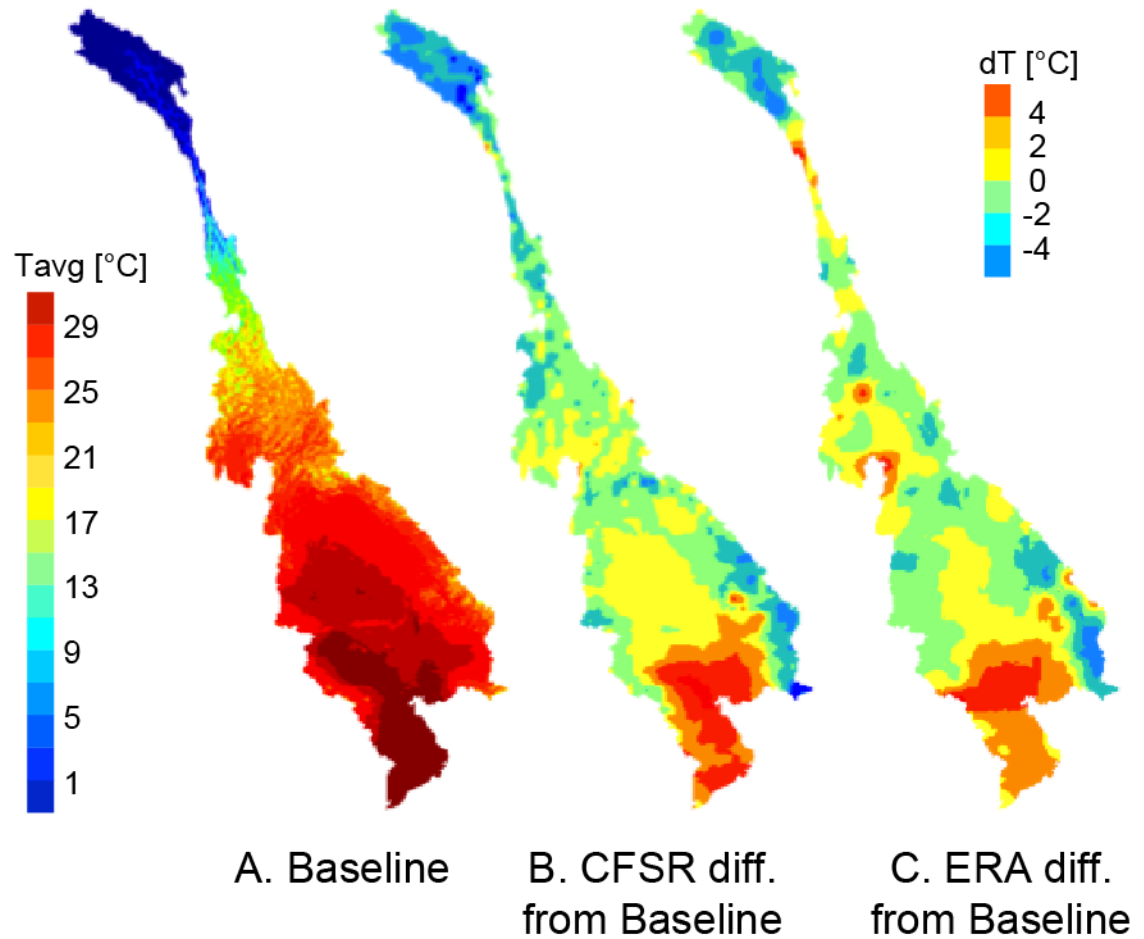 dT [°C]
4
2
0
-2
-4
Tavg [°C]
29
25
21
17
13
9
5
1
A. Baseline
B. CFSR diff.
from Baseline
C. ERA diff.
from Baseline